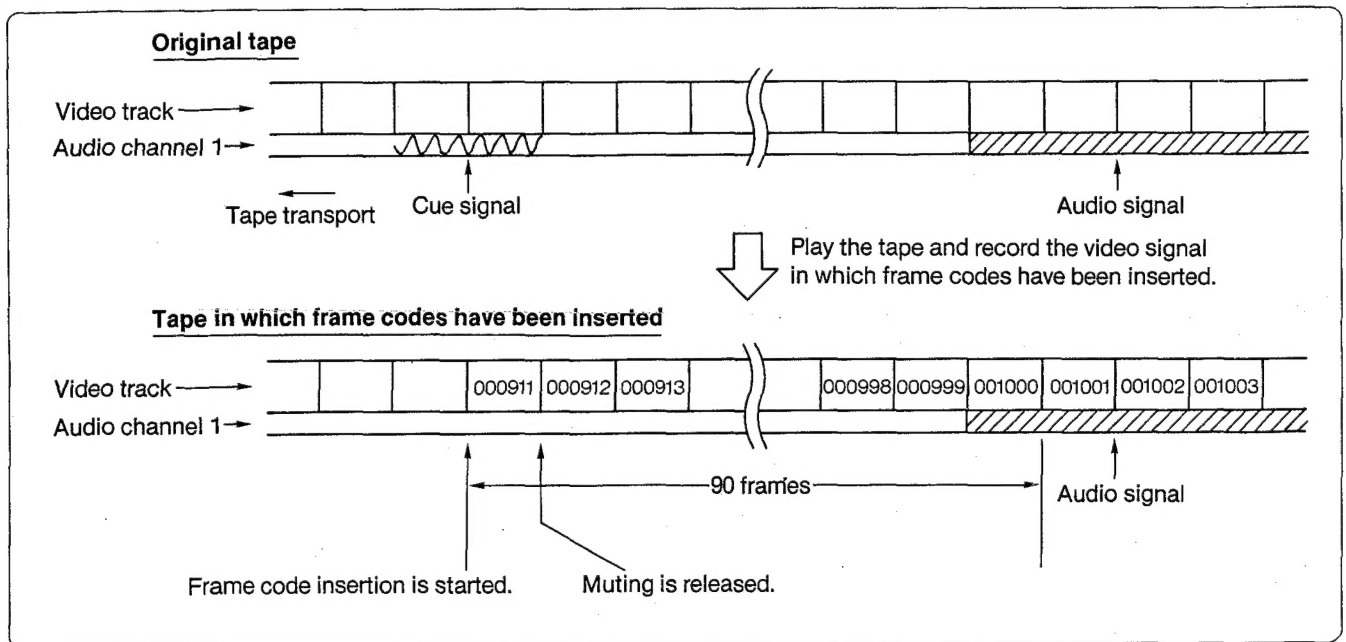 Original tape
Video track
Audio channel 1
Tape transport
Cue signal
Audio signal
Play the tape and record the video signal
in which frame codes have been inserted.
Tape in which frame codes have been inserted
Video track
000911 000912 000913 000998 000999 001000 001001 001002 001003
Audio channel 1
90 frames
Audio signal
Frame code insertion is started.
Muting is released.